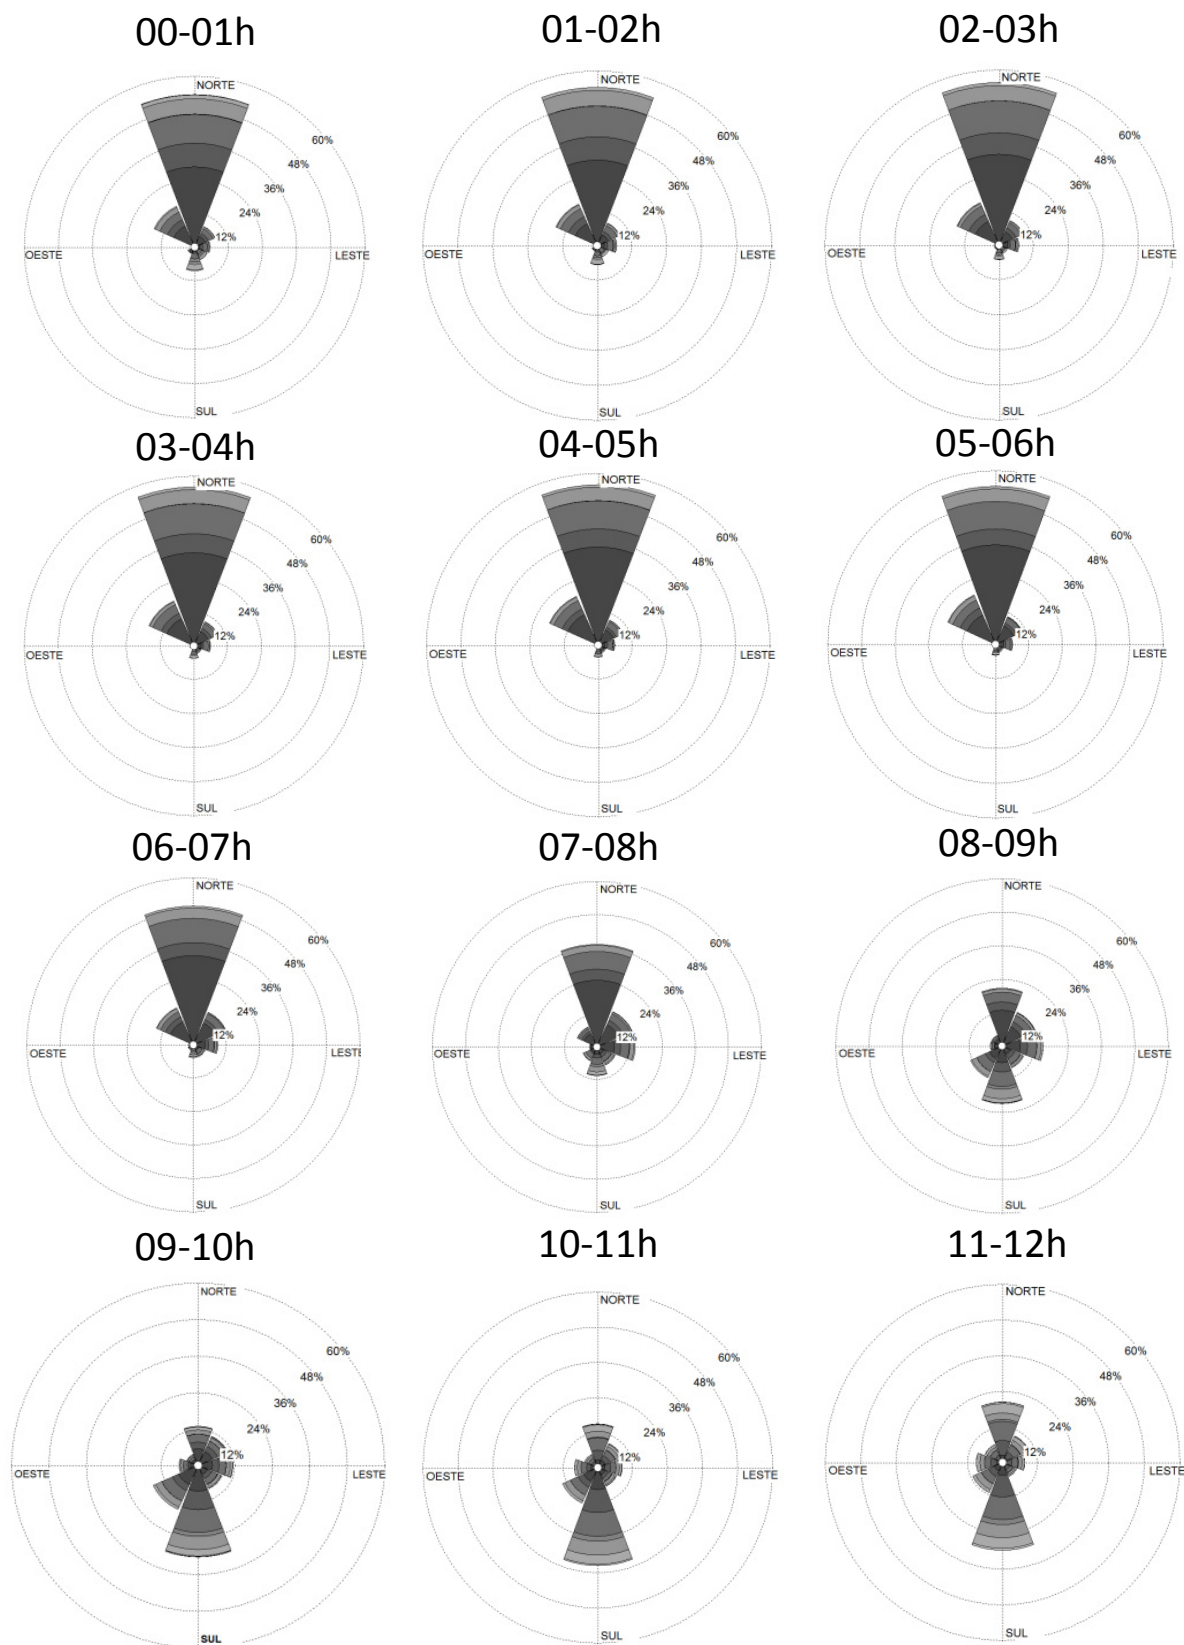 00-01h 01-02h 02-03h
NORTE NORTE NORTE
60% 60% 60%
48% 48% 48%
36% 36% 36%
24% 24% 24%
12% 12% 12%
OESTE LESTE OESTE LESTE OESTE LESTE
SUL SUL SUL
03-04h 04-05h 05-06h
NORTE NORTE NORTE
60% 60% 60%
48% 48% 48%
36% 36% 36%
24% 24% 24%
12% 12% 12%
OESTE LESTE OESTE LESTE OESTE LESTE
SUL SUL SUL
06-07h 07-08h 08-09h
NORTE NORTE NORTE
60% 60% 60%
48% 48% 48%
36% 36% 36%
24% 24% 24%
12% 12% 12%
OESTE LESTE OESTE LESTE OESTE LESTE
SUL SUL SUL
09-10h 10-11h 11-12h
NORTE NORTE NORTE
60% 60% 60%
48% 48% 48%
36% 36% 36%
24% 24% 24%
12% 12% 12%
OESTE LESTE OESTE LESTE OESTE LESTE
SUL SUL SUL